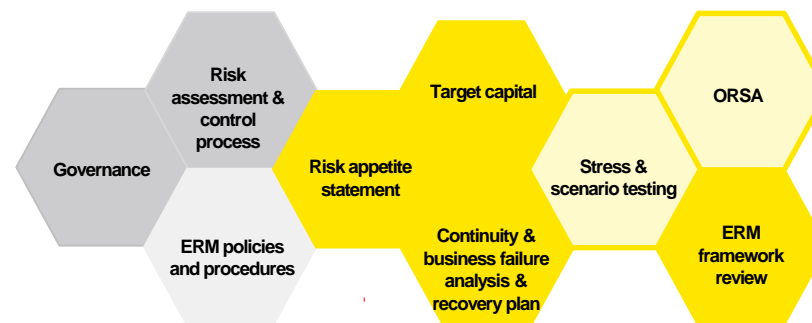 Governance
Risk
assessment &
control
process
ERM policies
and procedures
Risk appetite
statement
Target capital
Continuity &
business failure
analysis &
recovery plan
Stress &
scenario testing
ORSA
ERM
framework
review